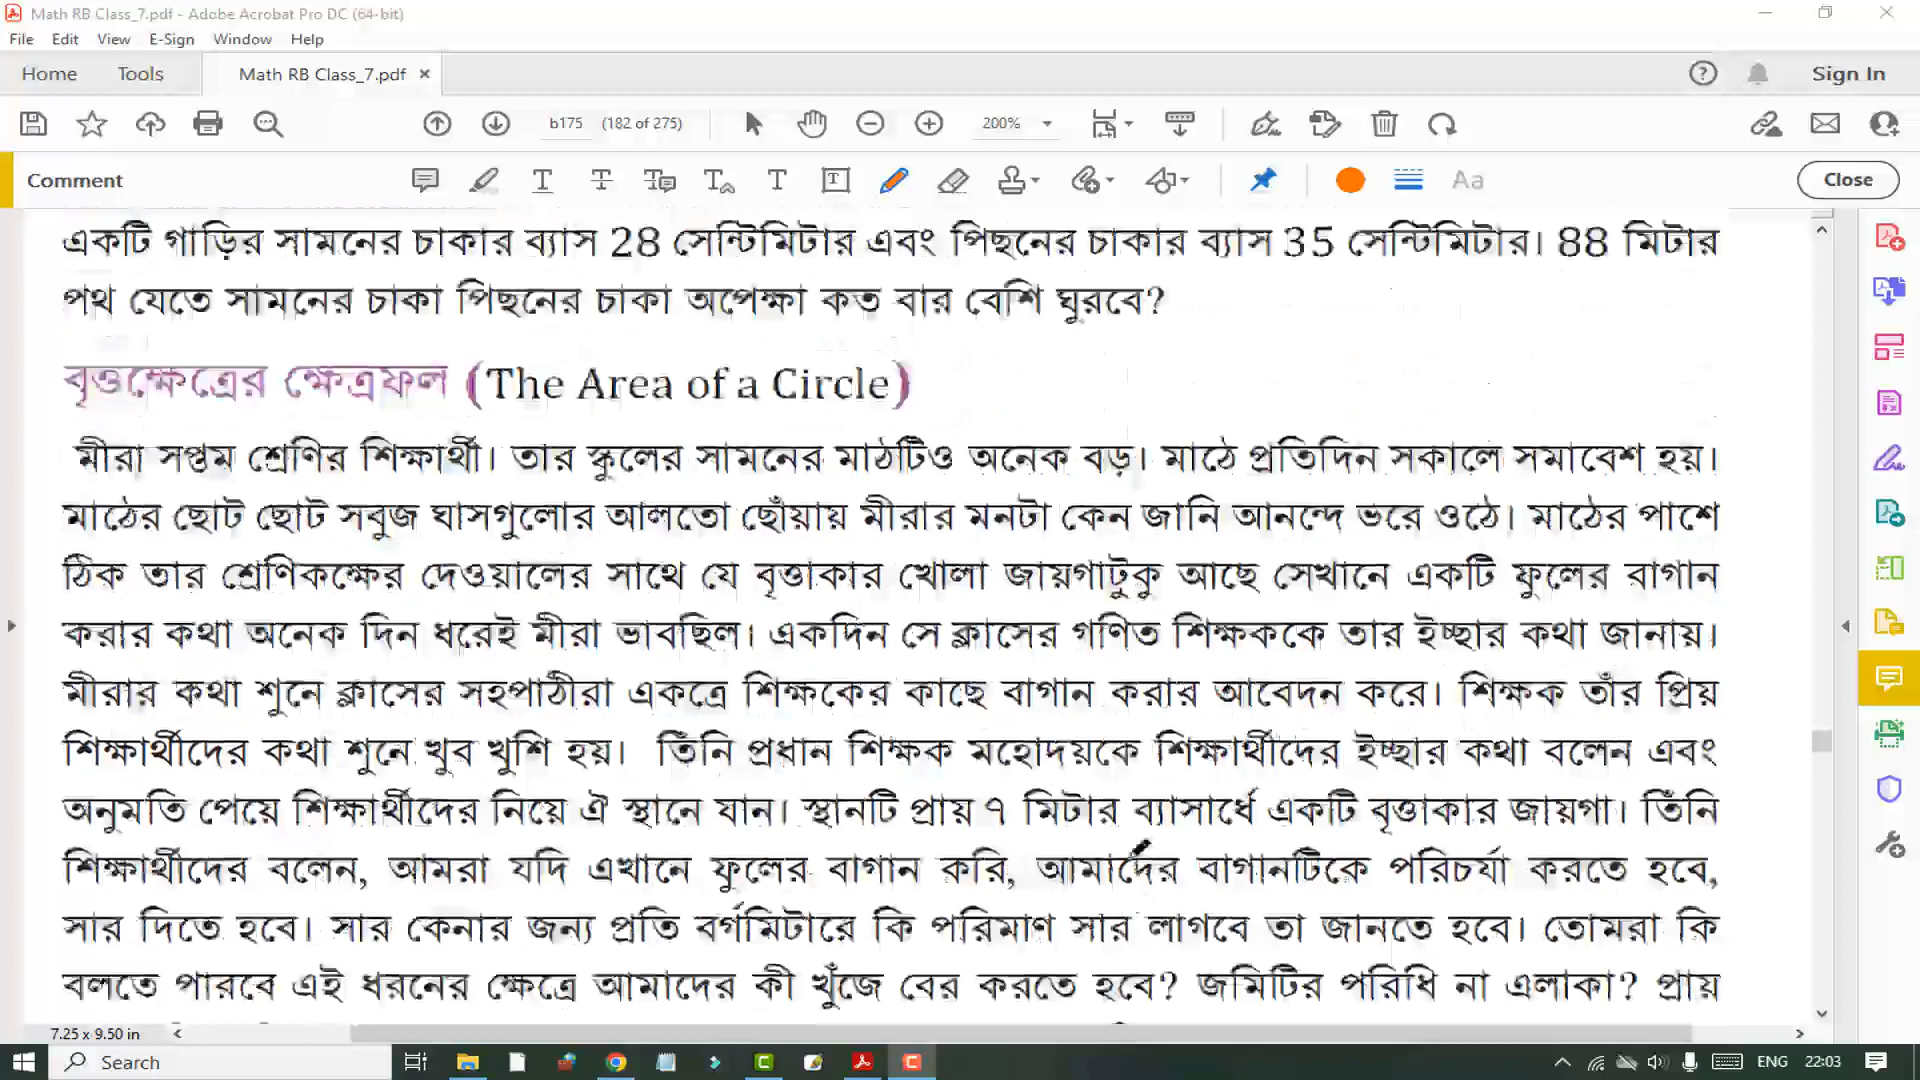 Math RB Class_7.pdf - Adobe Acrobat Pro DC (64-bit)
File Edit View E-Sign Window Help
Home Tools Math RB Class_7.pdf × Sign In
b175 (182 of 275) 200%
Comment Aa Close
একটি গাড়ির সামনের চাকার ব্যাস 28 সেন্টিমিটার এবং পিছনের চাকার ব্যাস 35 সেন্টিমিটার। 88 মিটার
পথ যেতে সামনের চাকা পিছনের চাকা অপেক্ষা কত বার বেশি ঘুরবে?
বৃত্তক্ষেত্রের ক্ষেত্রফল (The Area of a Circle)
মীরা সপ্তম শ্রেণির শিক্ষার্থী। তার স্কুলের সামনের মাঠটিও অনেক বড়। মাঠে প্রতিদিন সকালে সমাবেশ হয়।
মাঠের ছোট ছোট সবুজ ঘাসগুলোর আলতো ছোঁয়ায় মীরার মনটা কেন জানি আনন্দে ভরে ওঠে। মাঠের পাশে
ঠিক তার শ্রেণিকক্ষের দেওয়ালের সাথে যে বৃত্তাকার খোলা জায়গাটুকু আছে সেখানে একটি ফুলের বাগান
করার কথা অনেক দিন ধরেই মীরা ভাবছিল। একদিন সে ক্লাসের গণিত শিক্ষককে তার ইচ্ছার কথা জানায়।
মীরার কথা শুনে ক্লাসের সহপাঠীরা একত্রে শিক্ষকের কাছে বাগান করার আবেদন করে। শিক্ষক তাঁর প্রিয়
শিক্ষার্থীদের কথা শুনে খুব খুশি হয়। তিঁনি প্রধান শিক্ষক মহোদয়কে শিক্ষার্থীদের ইচ্ছার কথা বলেন এবং
অনুমতি পেয়ে শিক্ষার্থীদের নিয়ে ঐ স্থানে যান। স্থানটি প্রায় ৭ মিটার ব্যাসার্ধে একটি বৃত্তাকার জায়গা। তিঁনি
শিক্ষার্থীদের বলেন, আমরা যদি এখানে ফুলের বাগান করি, আমাদের বাগানটিকে পরিচর্যা করতে হবে,
সার দিতে হবে। সার কেনার জন্য প্রতি বর্গমিটারে কি পরিমাণ সার লাগবে তা জানতে হবে। তোমরা কি
বলতে পারবে এই ধরনের ক্ষেত্রে আমাদের কী খুঁজে বের করতে হবে? জমিটির পরিধি না এলাকা? প্রায়
7.25 x 9.50 in
Search ENG 22:03